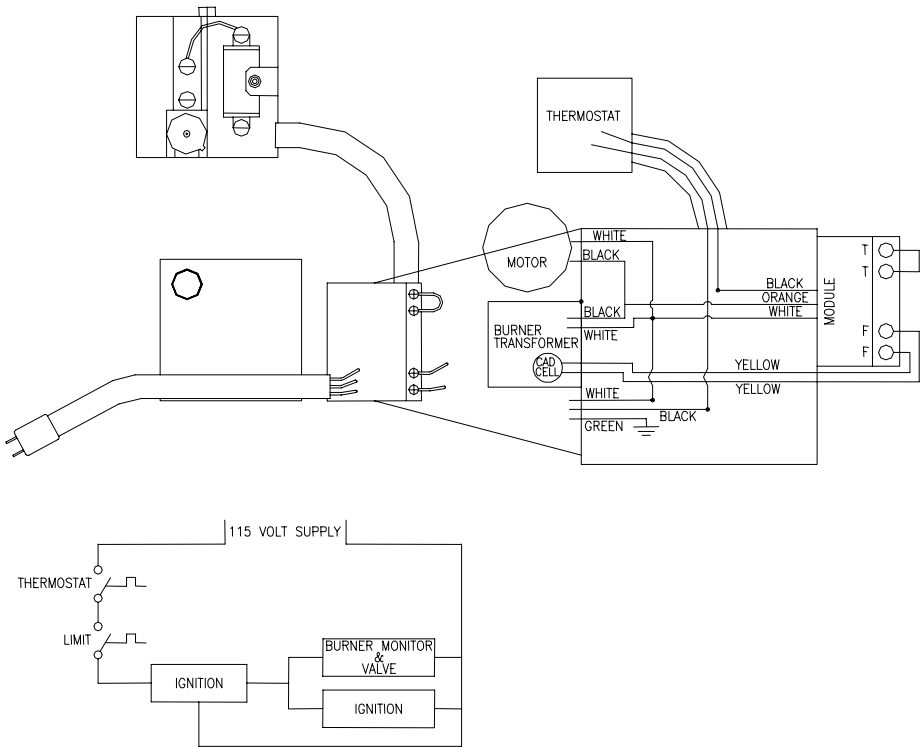 THERMOSTAT
MOTOR
WHITE
BLACK
T
T
BLACK
ORANGE
WHITE
MODULE
BLACK
WHITE
BURNER
TRANSFORMER
F
F
CAD
CELL
YELLOW
YELLOW
WHITE
BLACK
GREEN
115 VOLT SUPPLY
THERMOSTAT
LIMIT
BURNER MONITOR
&
VALVE
IGNITION
IGNITION